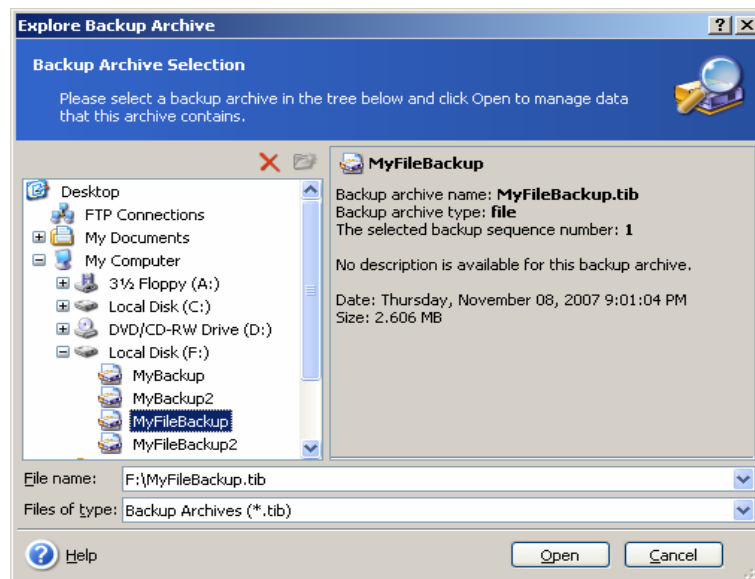 Explore Backup Archive
Backup Archive Selection
Please select a backup archive in the tree below and click Open to manage data
that this archive contains.
Desktop
FTP Connections
My Documents
My Computer
3½ Floppy (A:)
Local Disk (C:)
DVD/CD-RW Drive (D:)
Local Disk (F:)
MyBackup
MyBackup2
MyFileBackup
MyFileBackup2
MyFileBackup
Backup archive name: MyFileBackup.tib
Backup archive type: file
The selected backup sequence number: 1
No description is available for this backup archive.
Date: Thursday, November 08, 2007 9:01:04 PM
Size: 2.606 MB
File name: F:\MyFileBackup.tib
Files of type: Backup Archives (*.tib)
Help
Open
Cancel